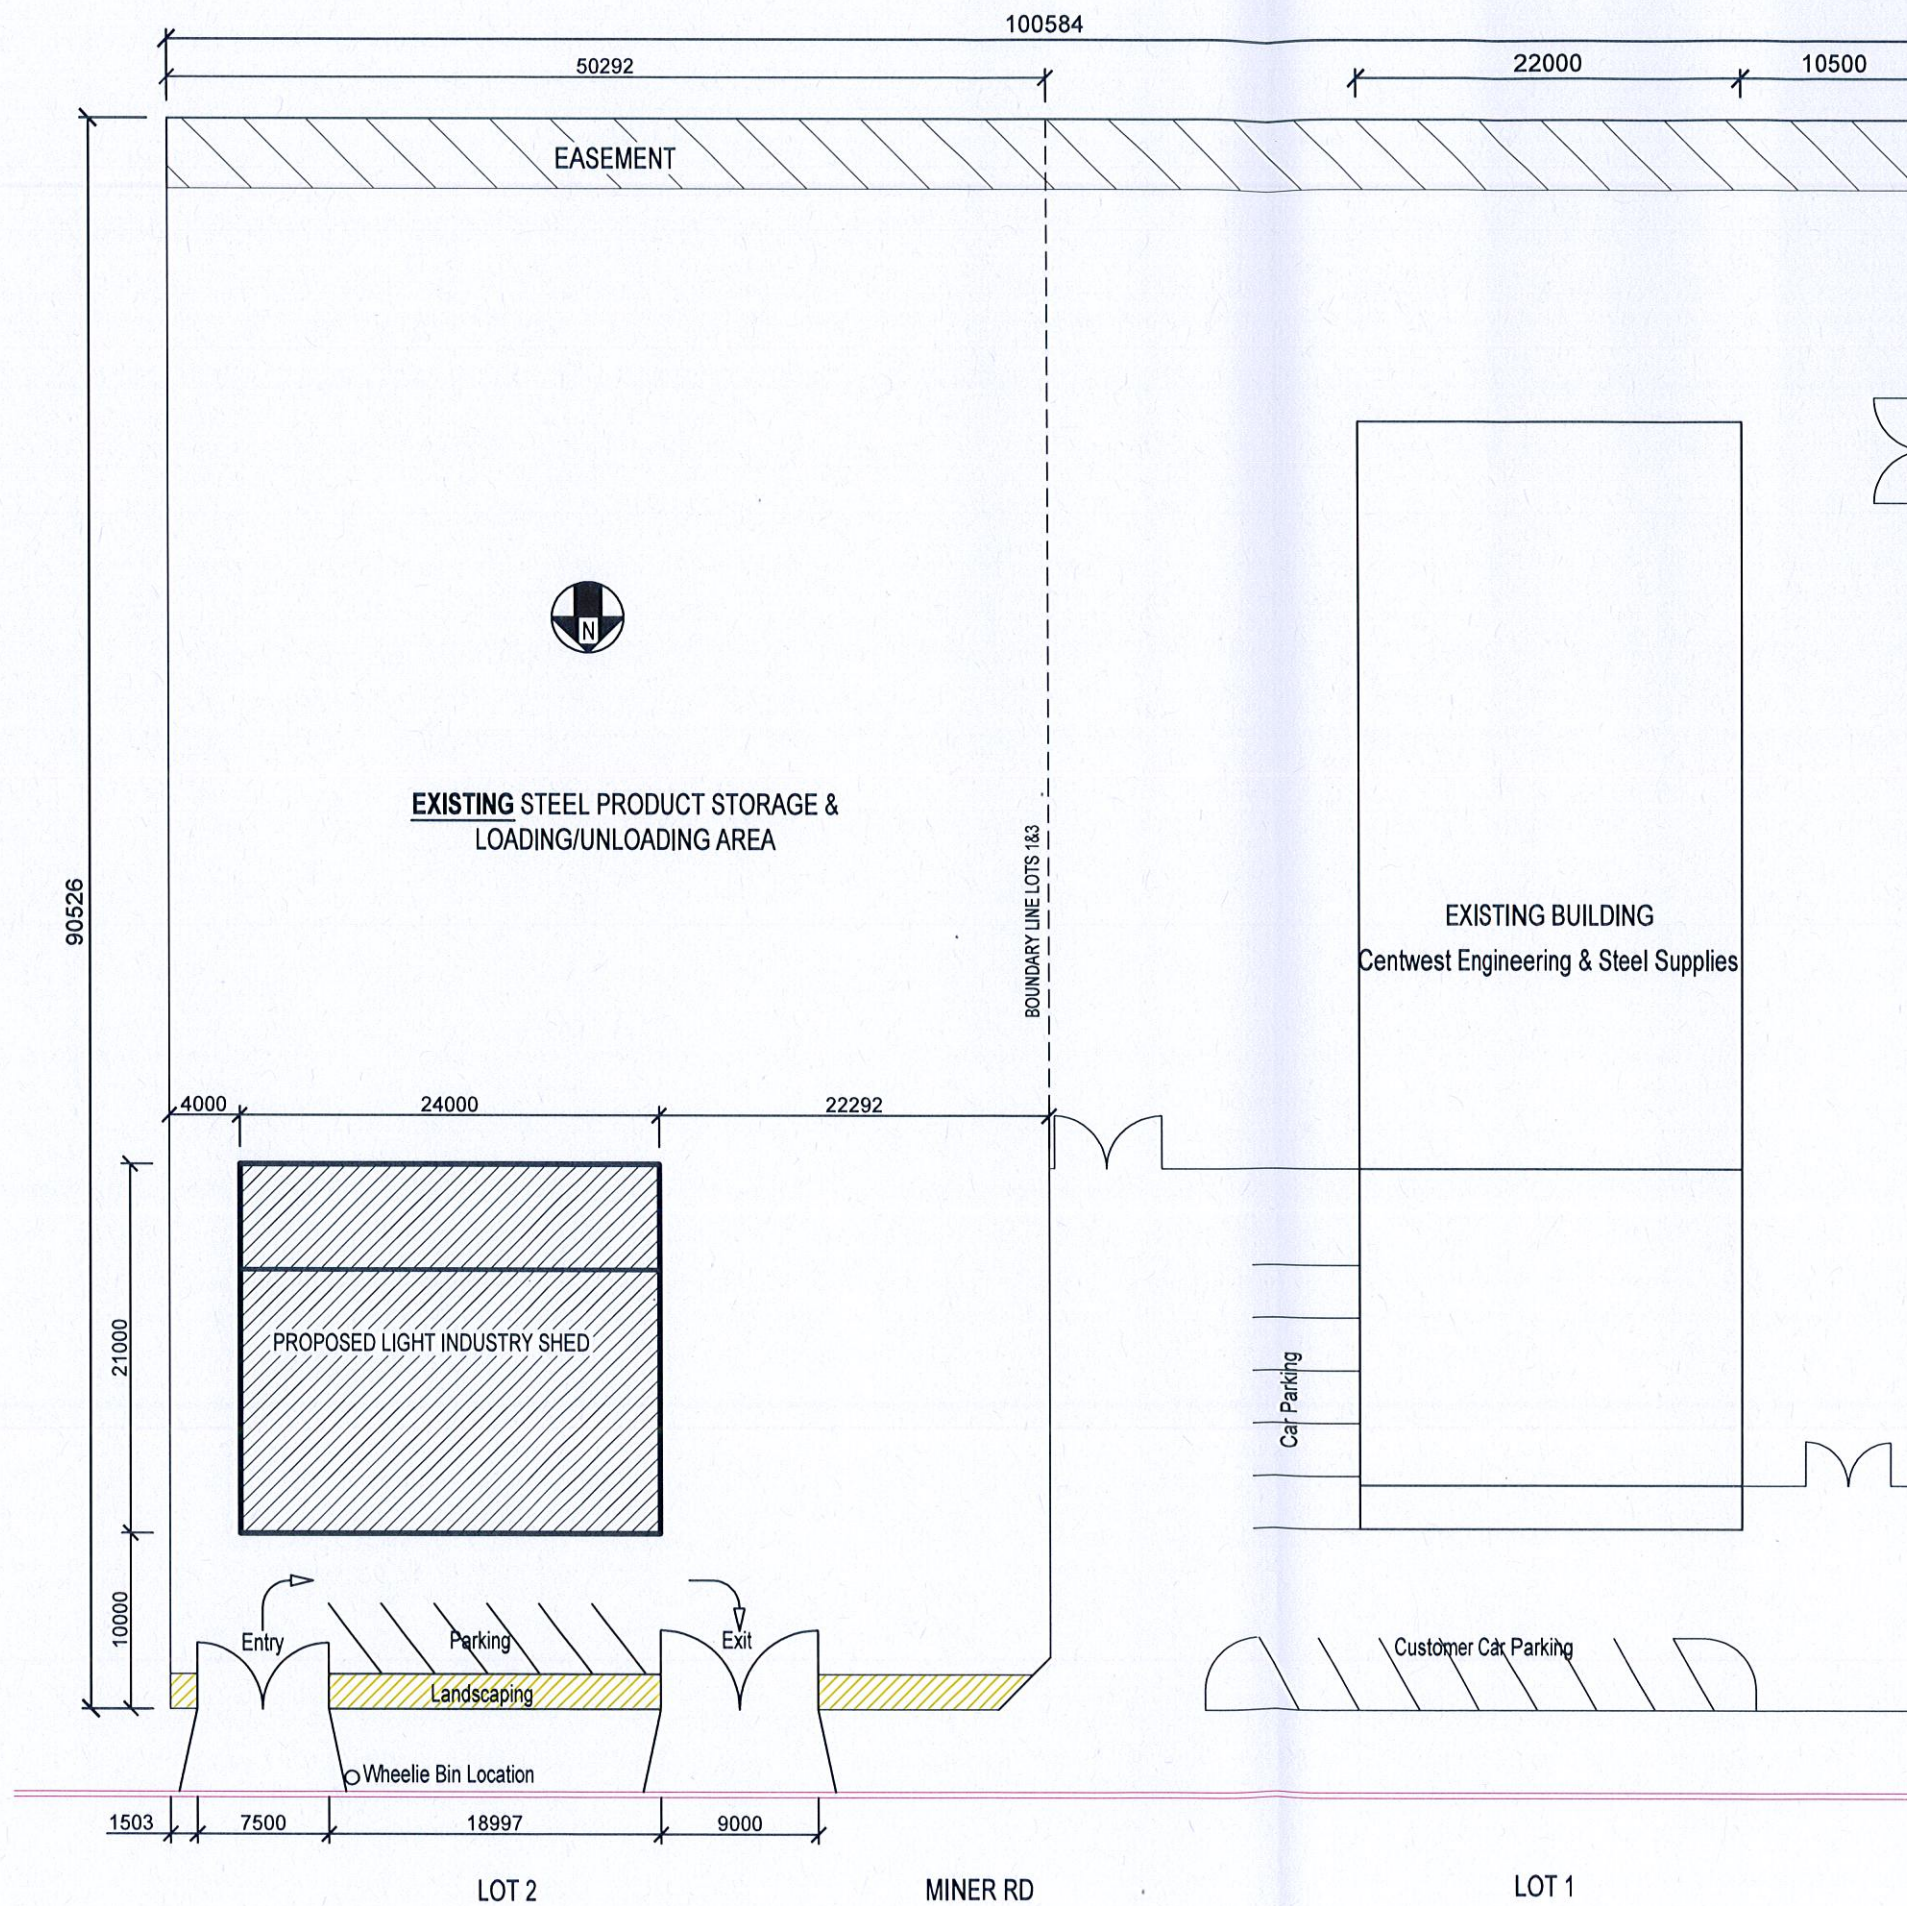 100584
50292
22000
10500
EASEMENT
N
EXISTING STEEL PRODUCT STORAGE &
LOADING/UNLOADING AREA
BOUNDARY LINE LOTS 1&3
90526
EXISTING BUILDING
Centwest Engineering & Steel Supplies
4000
24000
22292
21000
PROPOSED LIGHT INDUSTRY SHED
Car Parking
10000
Entry
Parking
Exit
Customer Car Parking
Landscaping
Wheelie Bin Location
1503
7500
18997
9000
LOT 2
MINER RD
LOT 1